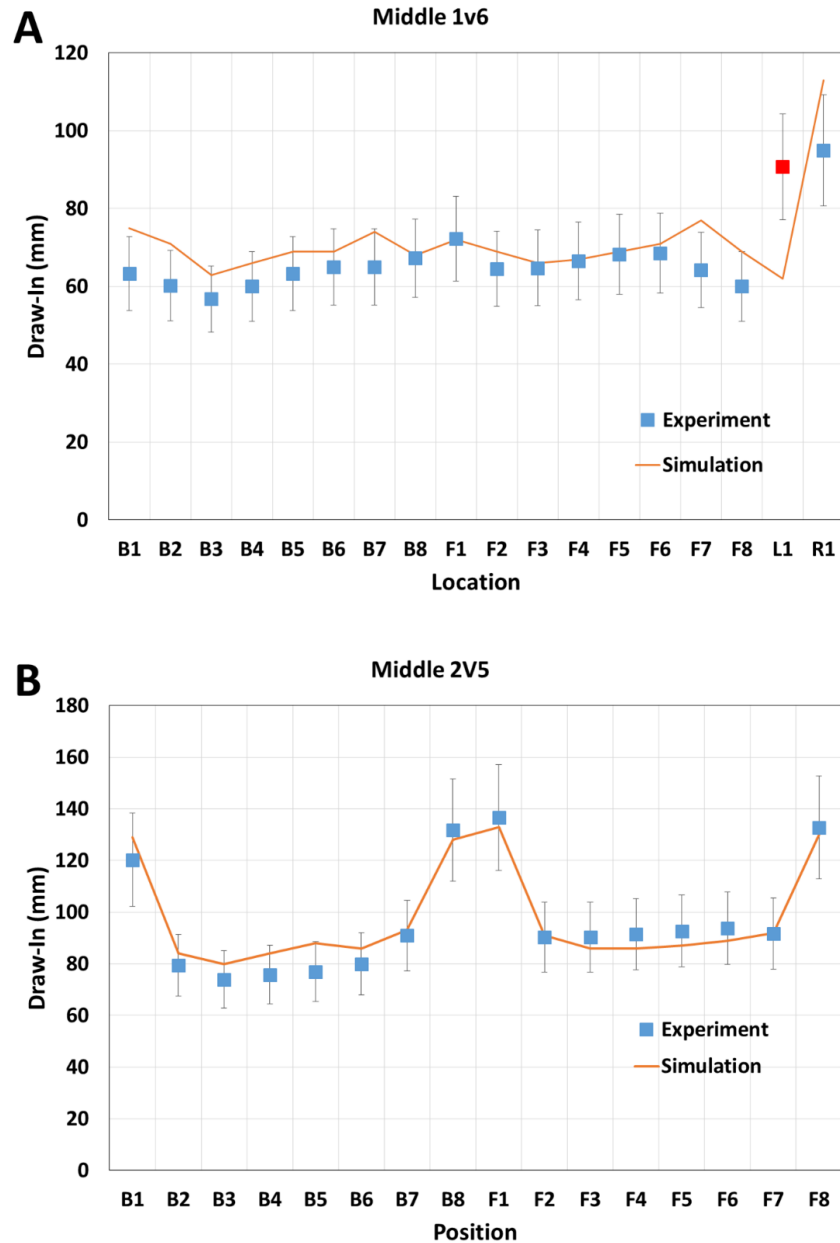 A
Middle 1v6
120
100
80
60
40
20
0
Draw-In (mm)
Experiment
Simulation
B1 B2 B3 B4 B5 B6 B7 B8 F1 F2 F3 F4 F5 F6 F7 F8 L1 R1
Location
B
Middle 2V5
180
160
140
120
100
80
60
40
20
0
Draw-In (mm)
Experiment
Simulation
B1 B2 B3 B4 B5 B6 B7 B8 F1 F2 F3 F4 F5 F6 F7 F8
Position